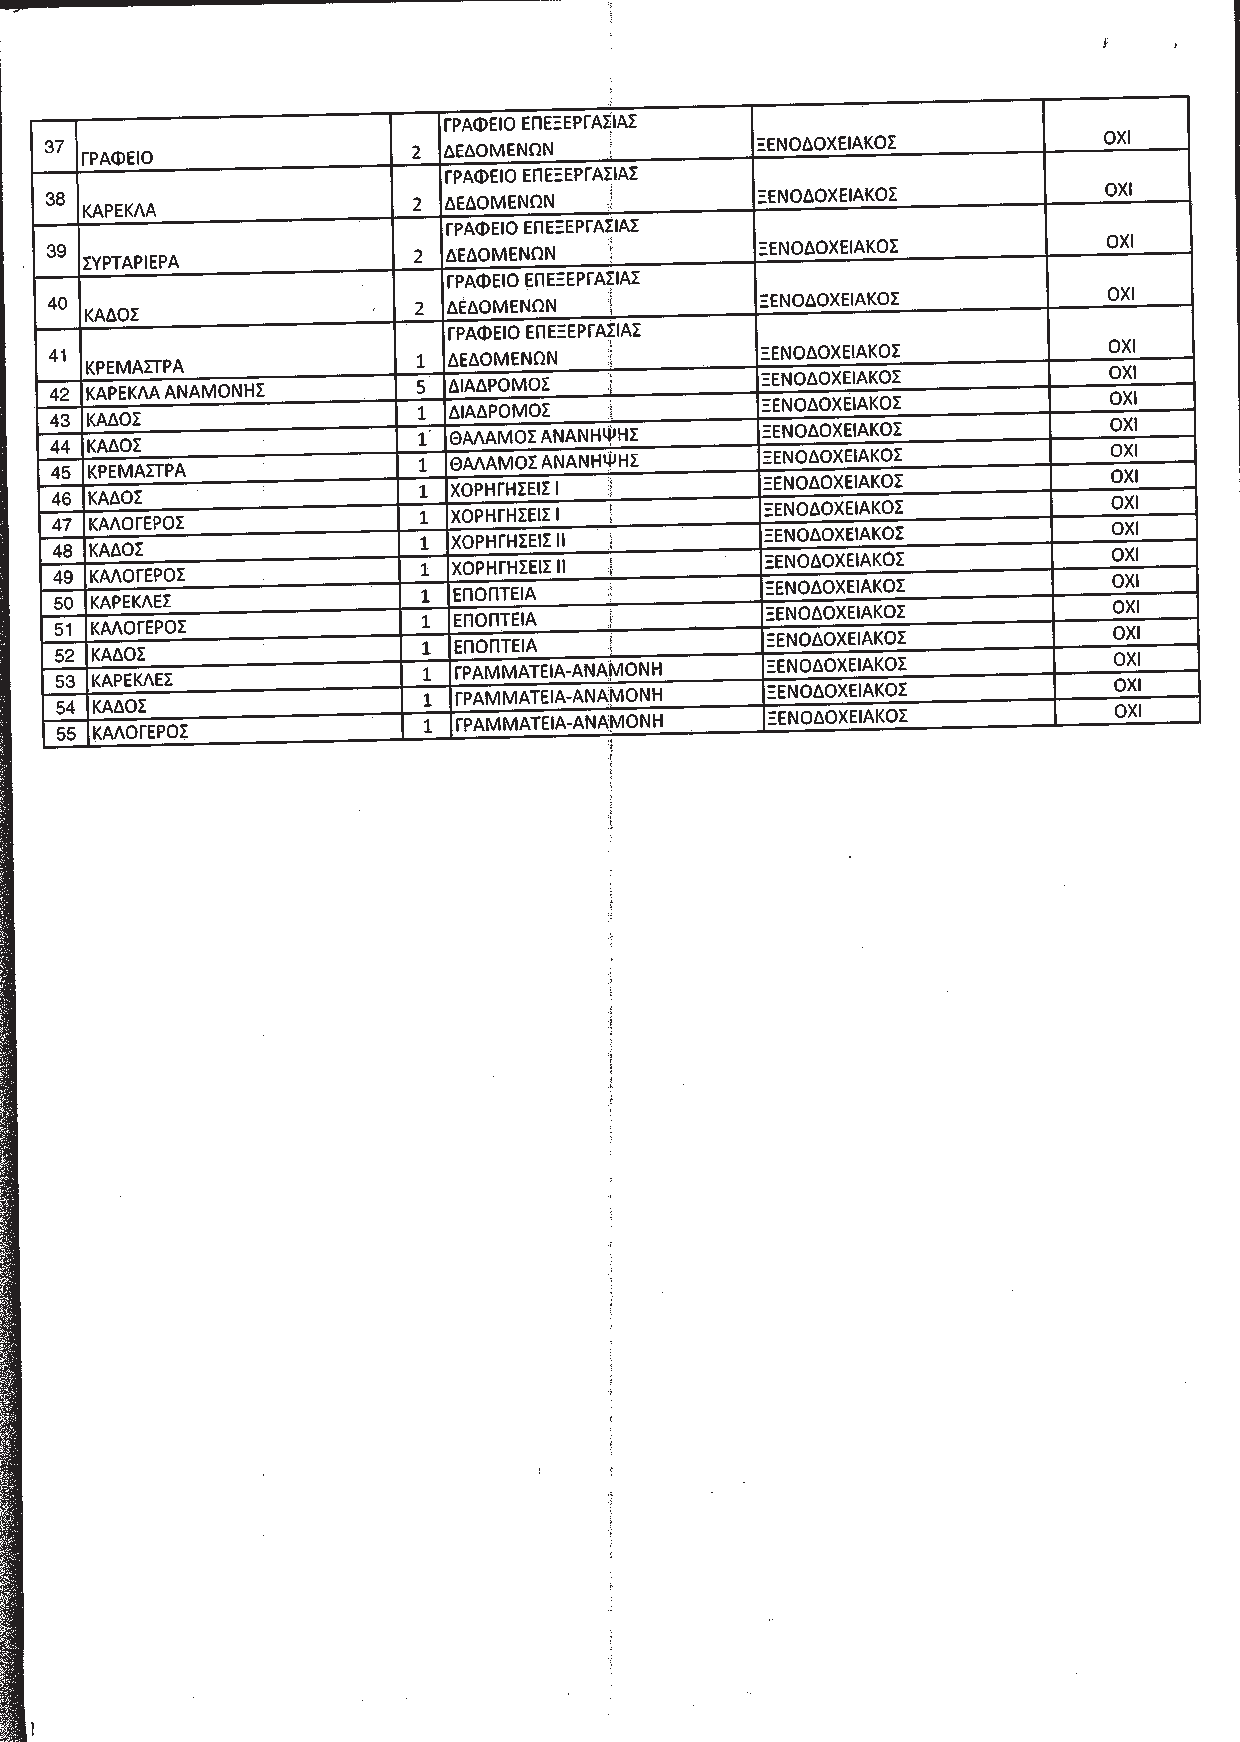 37 ΓΡΑΦΕΙΟ 2 ΓΡΑΦΕΙΟ ΕΠΕΞΕΡΓΑΣΙΑΣ ΔΕΔΟΜΕΝΩΝ ΞΕΝΟΔΟΧΕΙΑΚΟΣ ΟΧΙ
38 ΚΑΡΕΚΛΑ 2 ΓΡΑΦΕΙΟ ΕΠΕΞΕΡΓΑΣΙΑΣ ΔΕΔΟΜΕΝΩΝ ΞΕΝΟΔΟΧΕΙΑΚΟΣ ΟΧΙ
39 ΣΥΡΤΑΡΙΕΡΑ 2 ΓΡΑΦΕΙΟ ΕΠΕΞΕΡΓΑΣΙΑΣ ΔΕΔΟΜΕΝΩΝ ΞΕΝΟΔΟΧΕΙΑΚΟΣ ΟΧΙ
40 ΚΑΔΟΣ 2 ΓΡΑΦΕΙΟ ΕΠΕΞΕΡΓΑΣΙΑΣ ΔΕΔΟΜΕΝΩΝ ΞΕΝΟΔΟΧΕΙΑΚΟΣ ΟΧΙ
41 ΚΡΕΜΑΣΤΡΑ 1 ΓΡΑΦΕΙΟ ΕΠΕΞΕΡΓΑΣΙΑΣ ΔΕΔΟΜΕΝΩΝ ΞΕΝΟΔΟΧΕΙΑΚΟΣ ΟΧΙ
42 ΚΑΡΕΚΛΑ ΑΝΑΜΟΝΗΣ 5 ΔΙΑΔΡΟΜΟΣ ΞΕΝΟΔΟΧΕΙΑΚΟΣ ΟΧΙ
43 ΚΑΔΟΣ 1 ΔΙΑΔΡΟΜΟΣ ΞΕΝΟΔΟΧΕΙΑΚΟΣ ΟΧΙ
44 ΚΑΔΟΣ 1 ΘΑΛΑΜΟΣ ΑΝΑΝΗΨΗΣ ΞΕΝΟΔΟΧΕΙΑΚΟΣ ΟΧΙ
45 ΚΡΕΜΑΣΤΡΑ 1 ΘΑΛΑΜΟΣ ΑΝΑΝΗΨΗΣ ΞΕΝΟΔΟΧΕΙΑΚΟΣ ΟΧΙ
46 ΚΑΔΟΣ 1 ΧΟΡΗΓΗΣΕΙΣ Ι ΞΕΝΟΔΟΧΕΙΑΚΟΣ ΟΧΙ
47 ΚΑΛΟΓΕΡΟΣ 1 ΧΟΡΗΓΗΣΕΙΣ Ι ΞΕΝΟΔΟΧΕΙΑΚΟΣ ΟΧΙ
48 ΚΑΔΟΣ 1 ΧΟΡΗΓΗΣΕΙΣ ΙΙ ΞΕΝΟΔΟΧΕΙΑΚΟΣ ΟΧΙ
49 ΚΑΛΟΓΕΡΟΣ 1 ΧΟΡΗΓΗΣΕΙΣ ΙΙ ΞΕΝΟΔΟΧΕΙΑΚΟΣ ΟΧΙ
50 ΚΑΡΕΚΛΕΣ 1 ΕΠΟΠΤΕΙΑ ΞΕΝΟΔΟΧΕΙΑΚΟΣ ΟΧΙ
51 ΚΑΛΟΓΕΡΟΣ 1 ΕΠΟΠΤΕΙΑ ΞΕΝΟΔΟΧΕΙΑΚΟΣ ΟΧΙ
52 ΚΑΔΟΣ 1 ΕΠΟΠΤΕΙΑ ΞΕΝΟΔΟΧΕΙΑΚΟΣ ΟΧΙ
53 ΚΑΡΕΚΛΕΣ 1 ΓΡΑΜΜΑΤΕΙΑ-ΑΝΑΜΟΝΗ ΞΕΝΟΔΟΧΕΙΑΚΟΣ ΟΧΙ
54 ΚΑΔΟΣ 1 ΓΡΑΜΜΑΤΕΙΑ-ΑΝΑΜΟΝΗ ΞΕΝΟΔΟΧΕΙΑΚΟΣ ΟΧΙ
55 ΚΑΛΟΓΕΡΟΣ 1 ΓΡΑΜΜΑΤΕΙΑ-ΑΝΑΜΟΝΗ ΞΕΝΟΔΟΧΕΙΑΚΟΣ ΟΧΙ